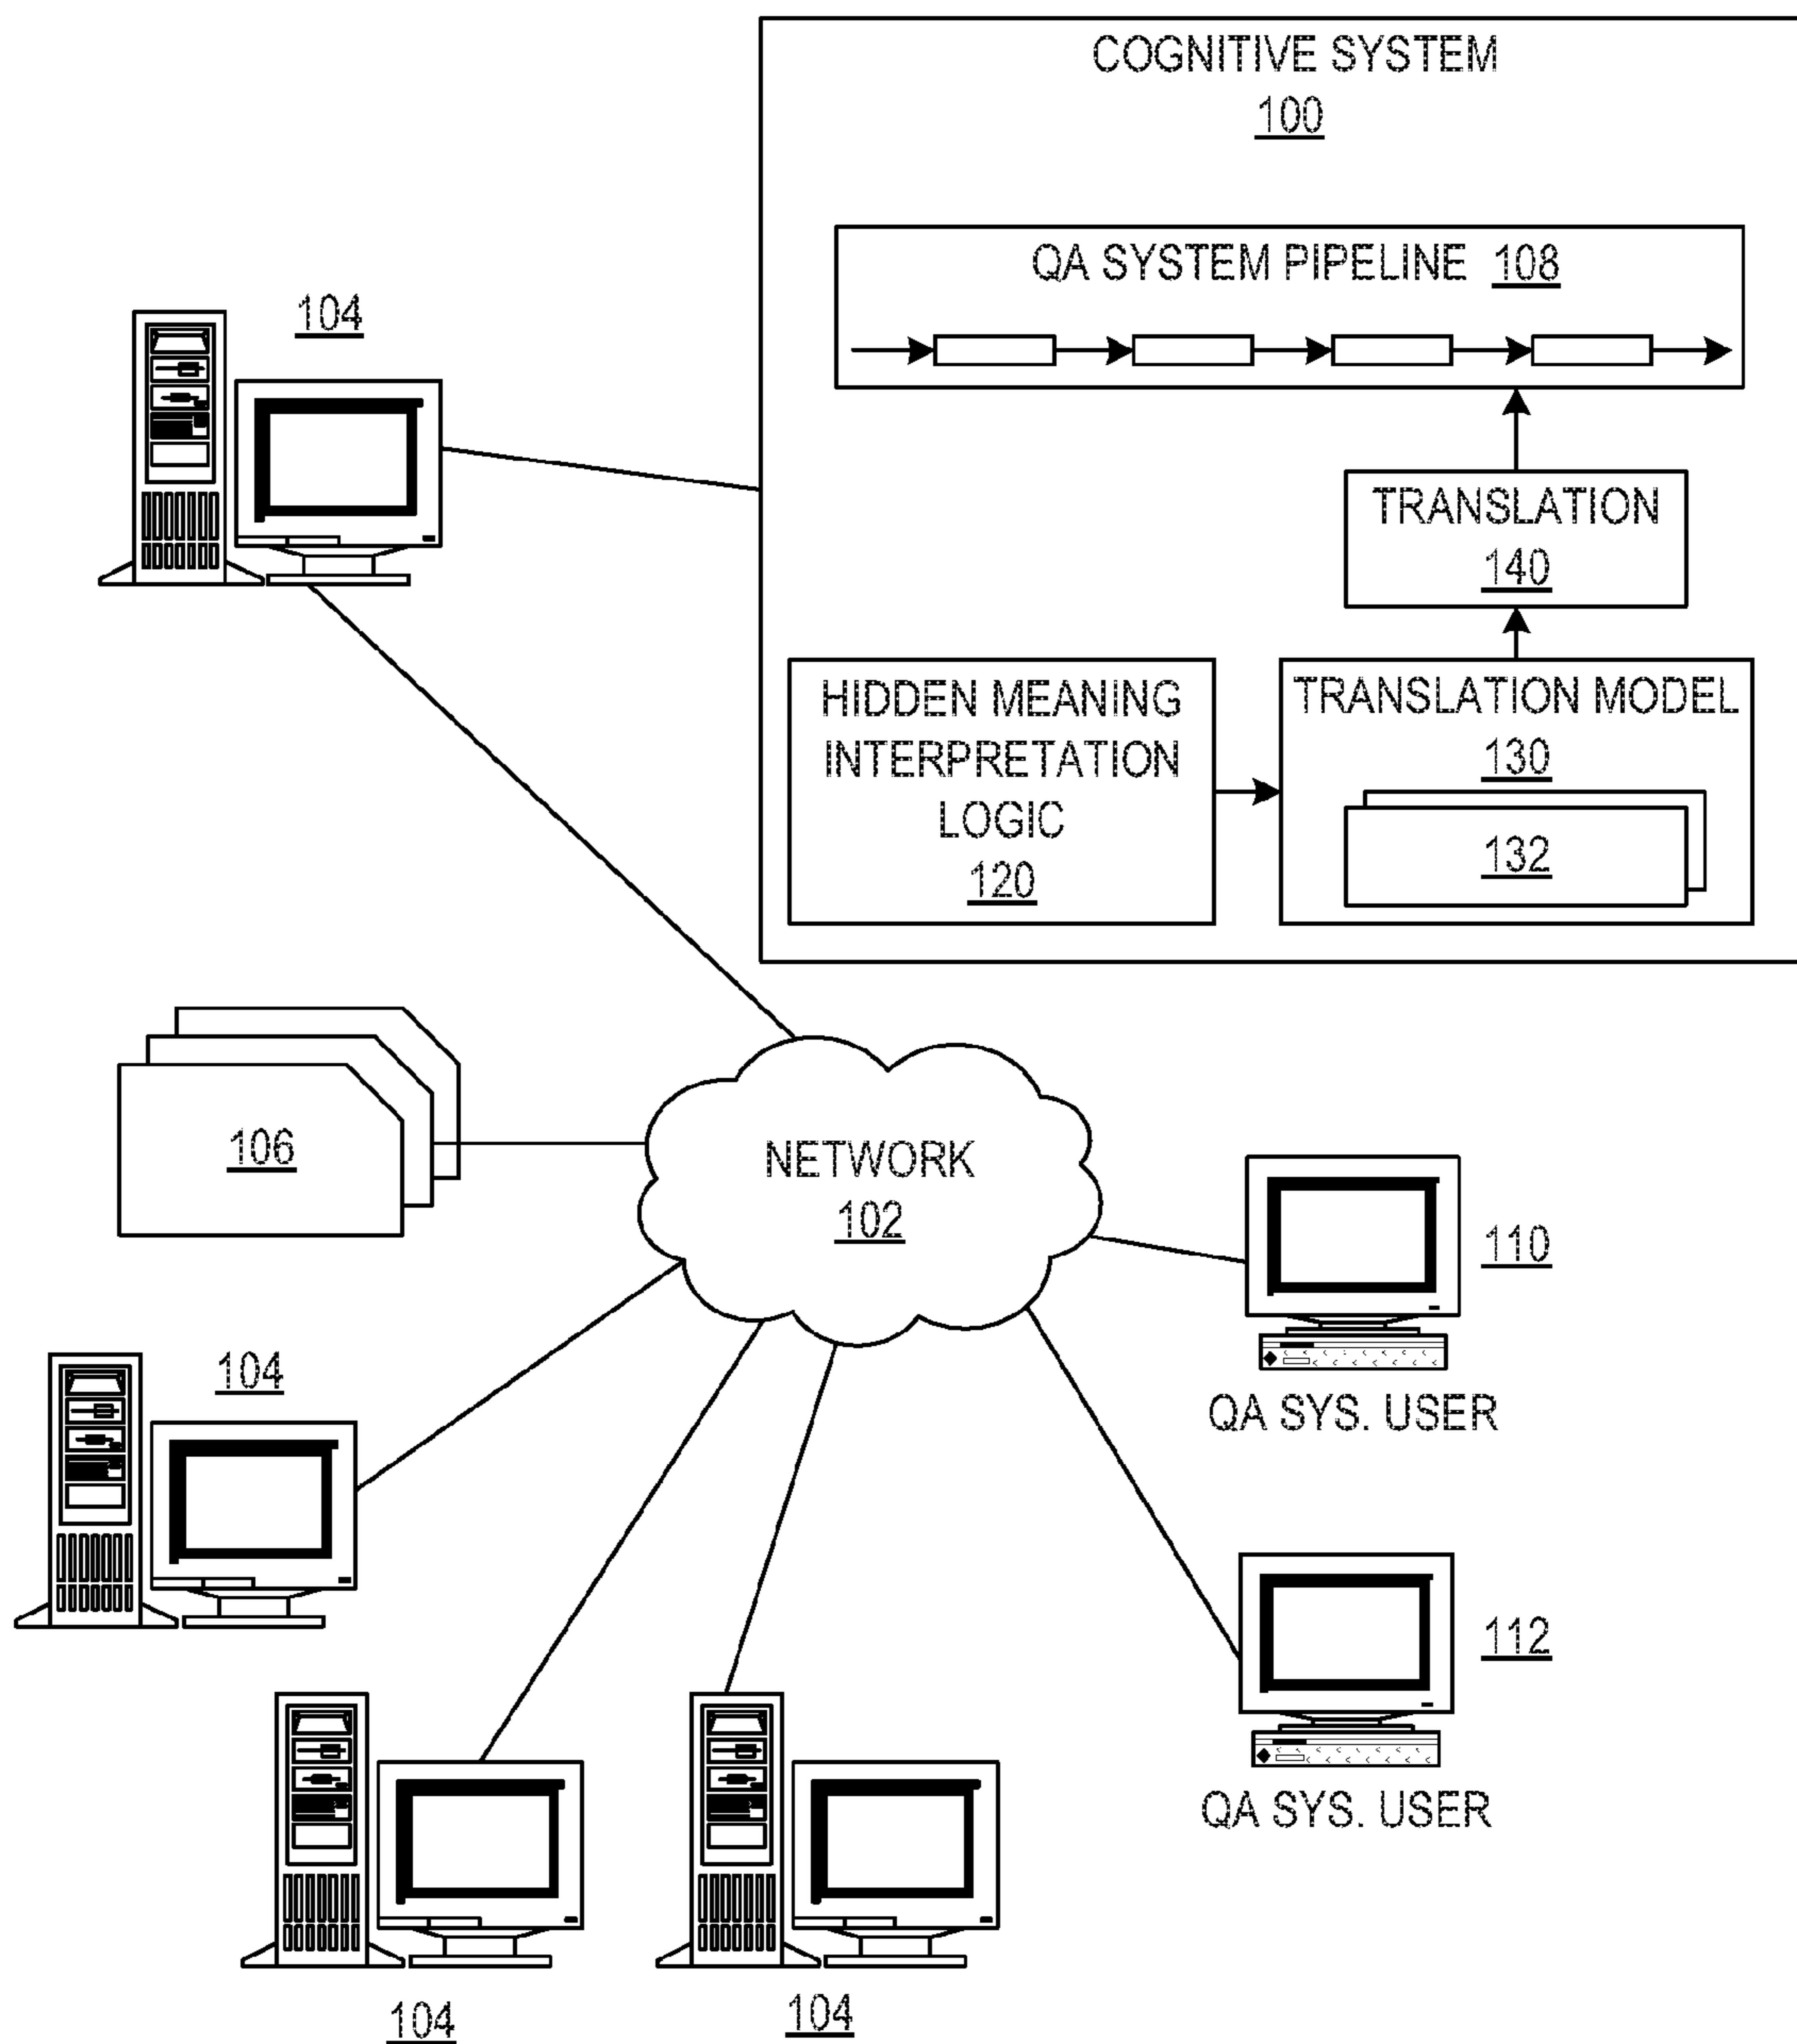 COGNITIVE SYSTEM
100
QA SYSTEM PIPELINE 108
104
TRANSLATION
140
HIDDEN MEANING
INTERPRETATION
LOGIC
120
TRANSLATION MODEL
130
132
106
NETWORK
102
110
QA SYS. USER
104
112
QA SYS. USER
104
104